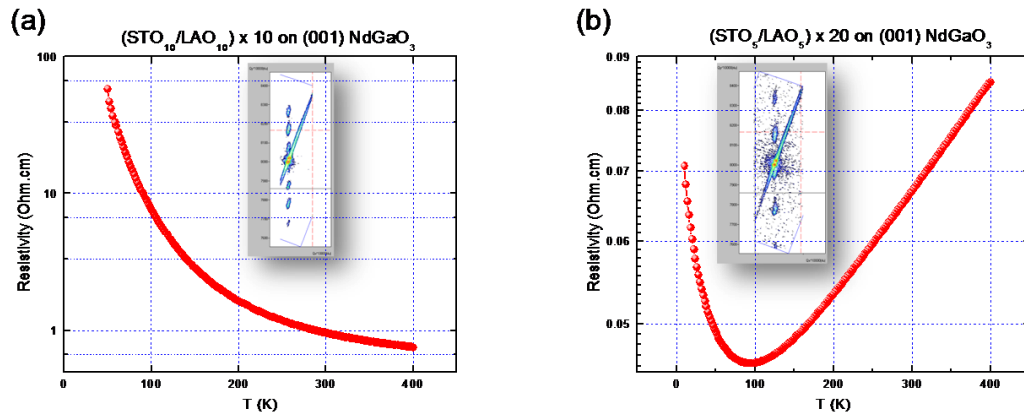 (a)
(STO₁₀/LAO₁₀) x 10 on (001) NdGaO₃
100
10
1
Resistivity (Ohm.cm)
0
100
200
300
400
T (K)
(b)
(STO₅/LAO₅) x 20 on (001) NdGaO₃
0.09
0.08
0.07
0.06
0.05
Resistivity (Ohm.cm)
0
100
200
300
400
T (K)